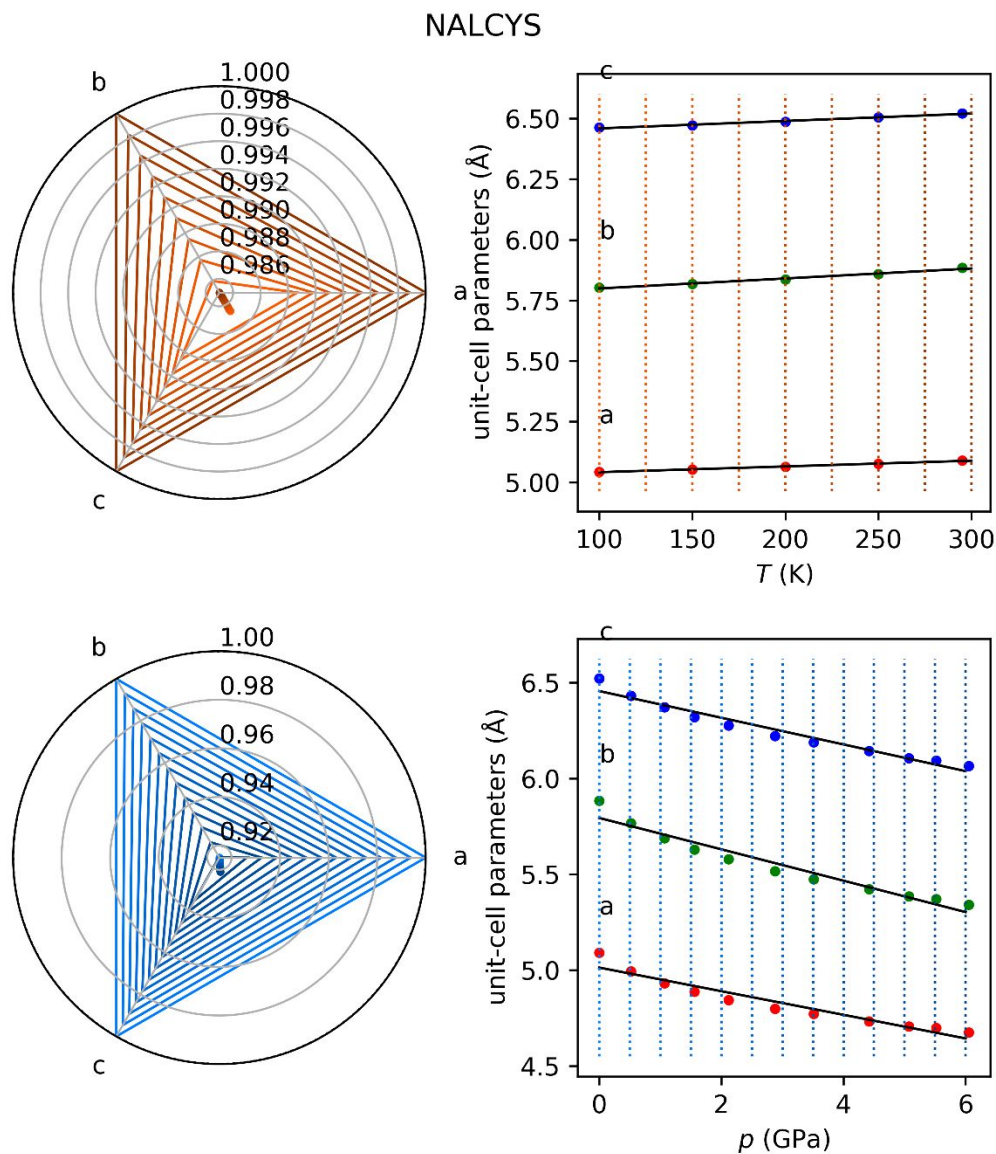 NALCYS
b
1.000
0.998
0.996
0.994
0.992
0.990
0.988
0.986
a
c
c
b
a
6.50
6.25
6.00
5.75
5.50
5.25
5.00
unit-cell parameters (Å)
100 150 200 250 300
T (K)
b
1.00
0.98
0.96
0.94
0.92
a
c
c
b
a
6.5
6.0
5.5
5.0
4.5
unit-cell parameters (Å)
0 2 4 6
p (GPa)